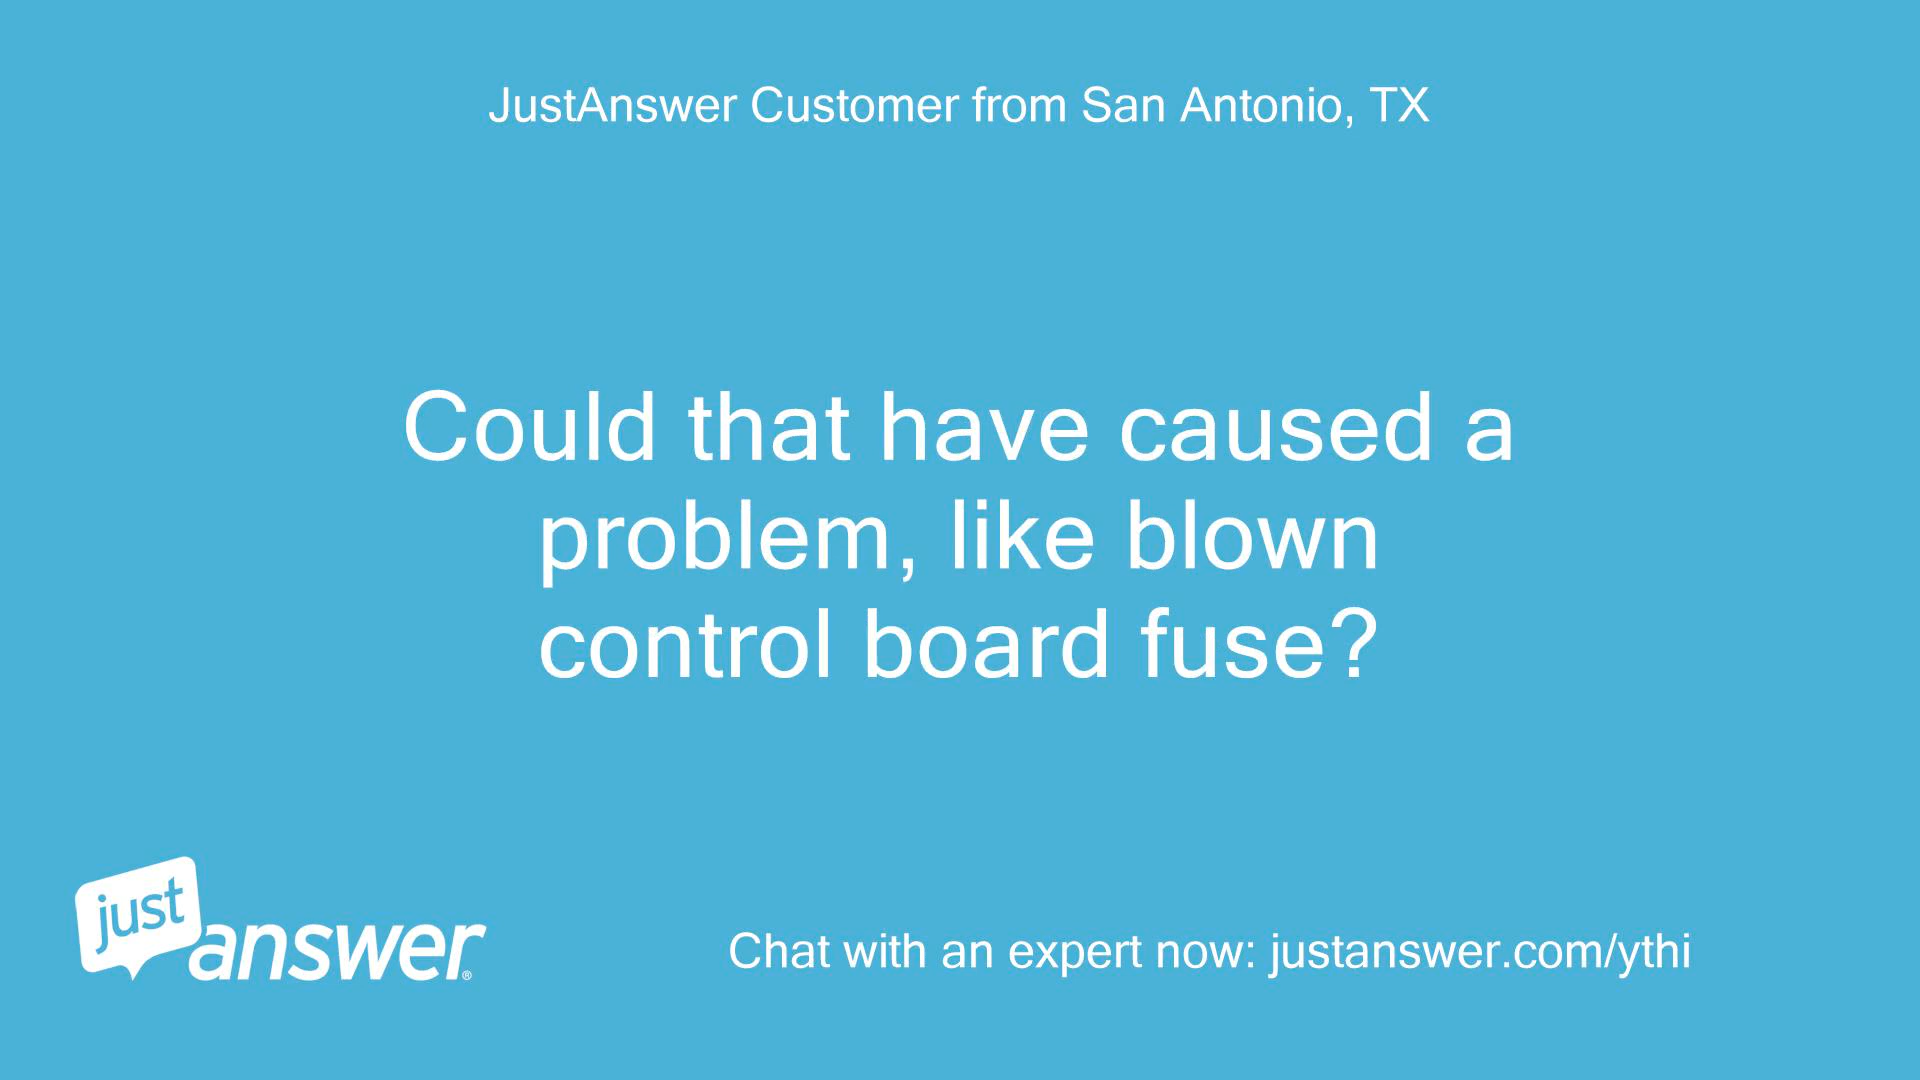 JustAnswer Customer from San Antonio, TX
Could that have caused a
problem, like blown
control board fuse?
just
answer®
Chat with an expert now: justanswer.com/ythi